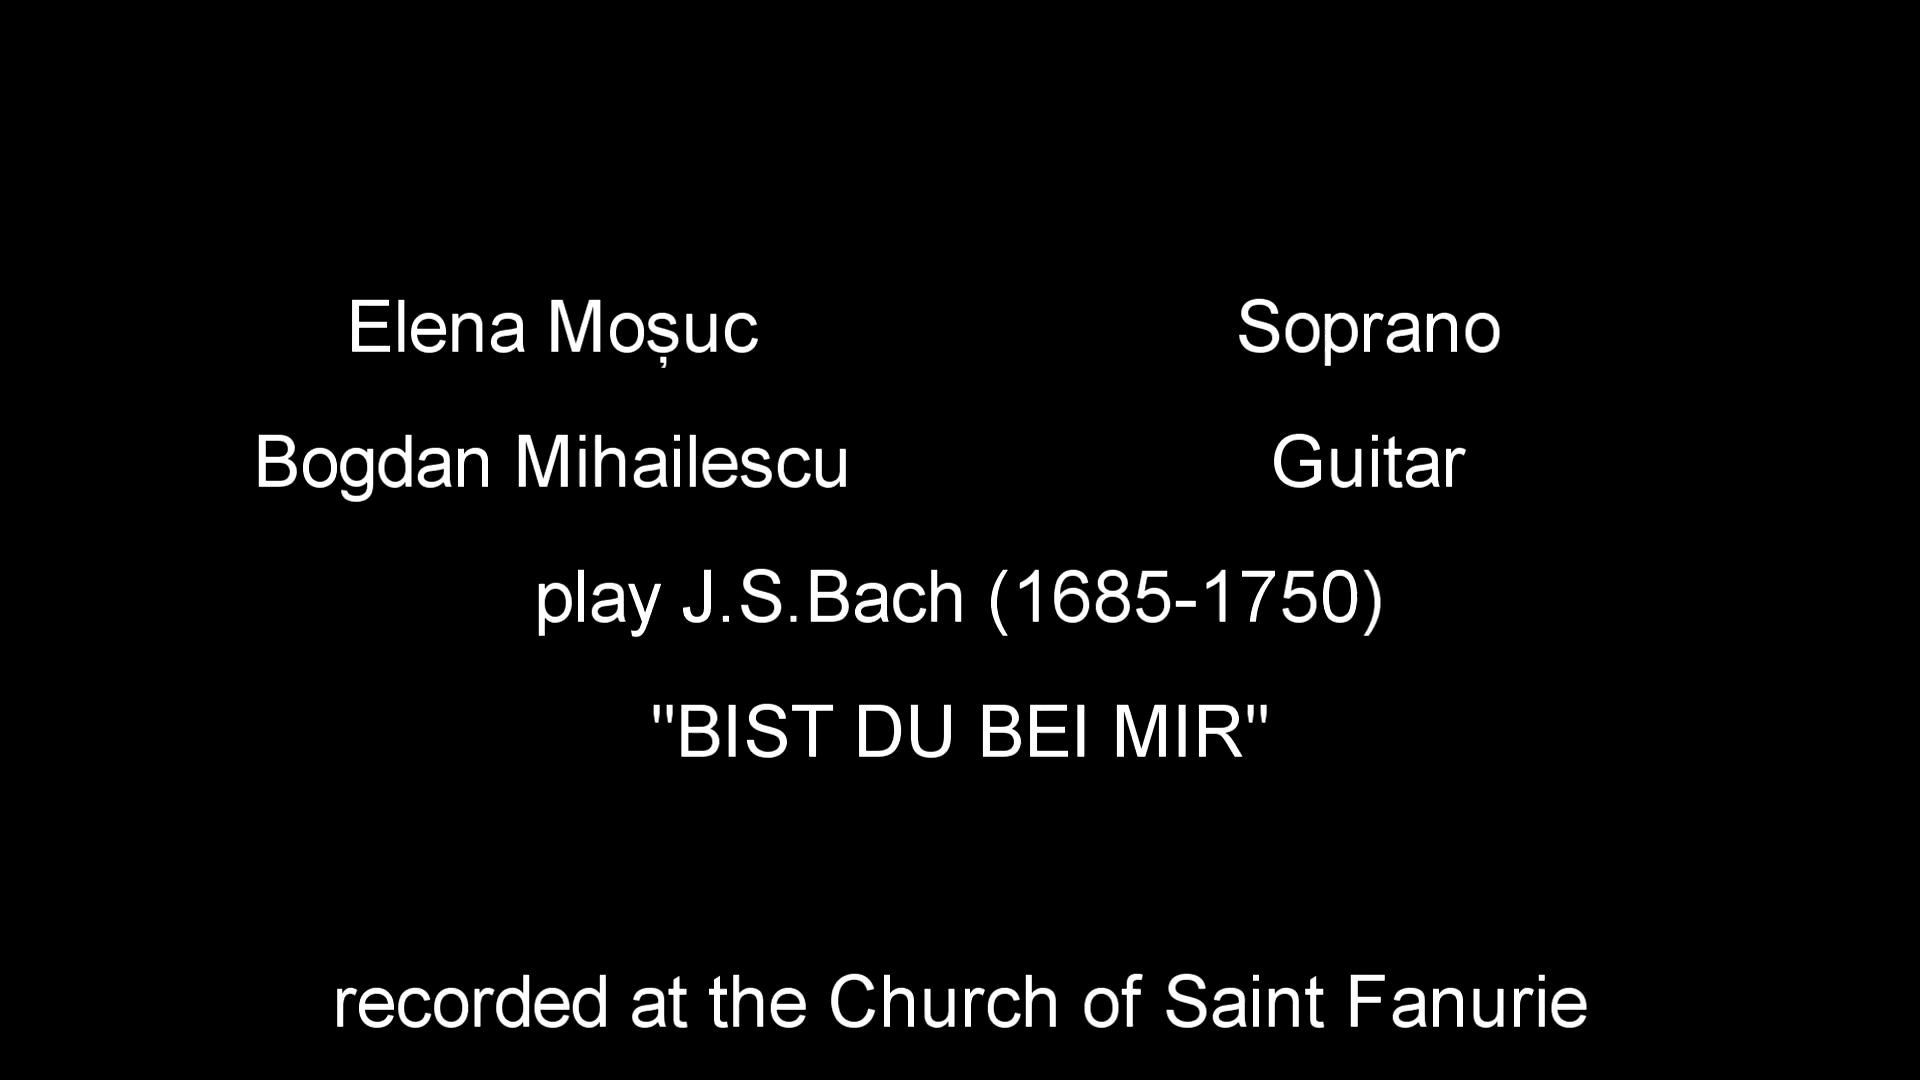 Elena Moșuc Soprano
Bogdan Mihailescu Guitar
play J.S.Bach (1685-1750)
"BIST DU BEI MIR"
recorded at the Church of Saint Fanurie